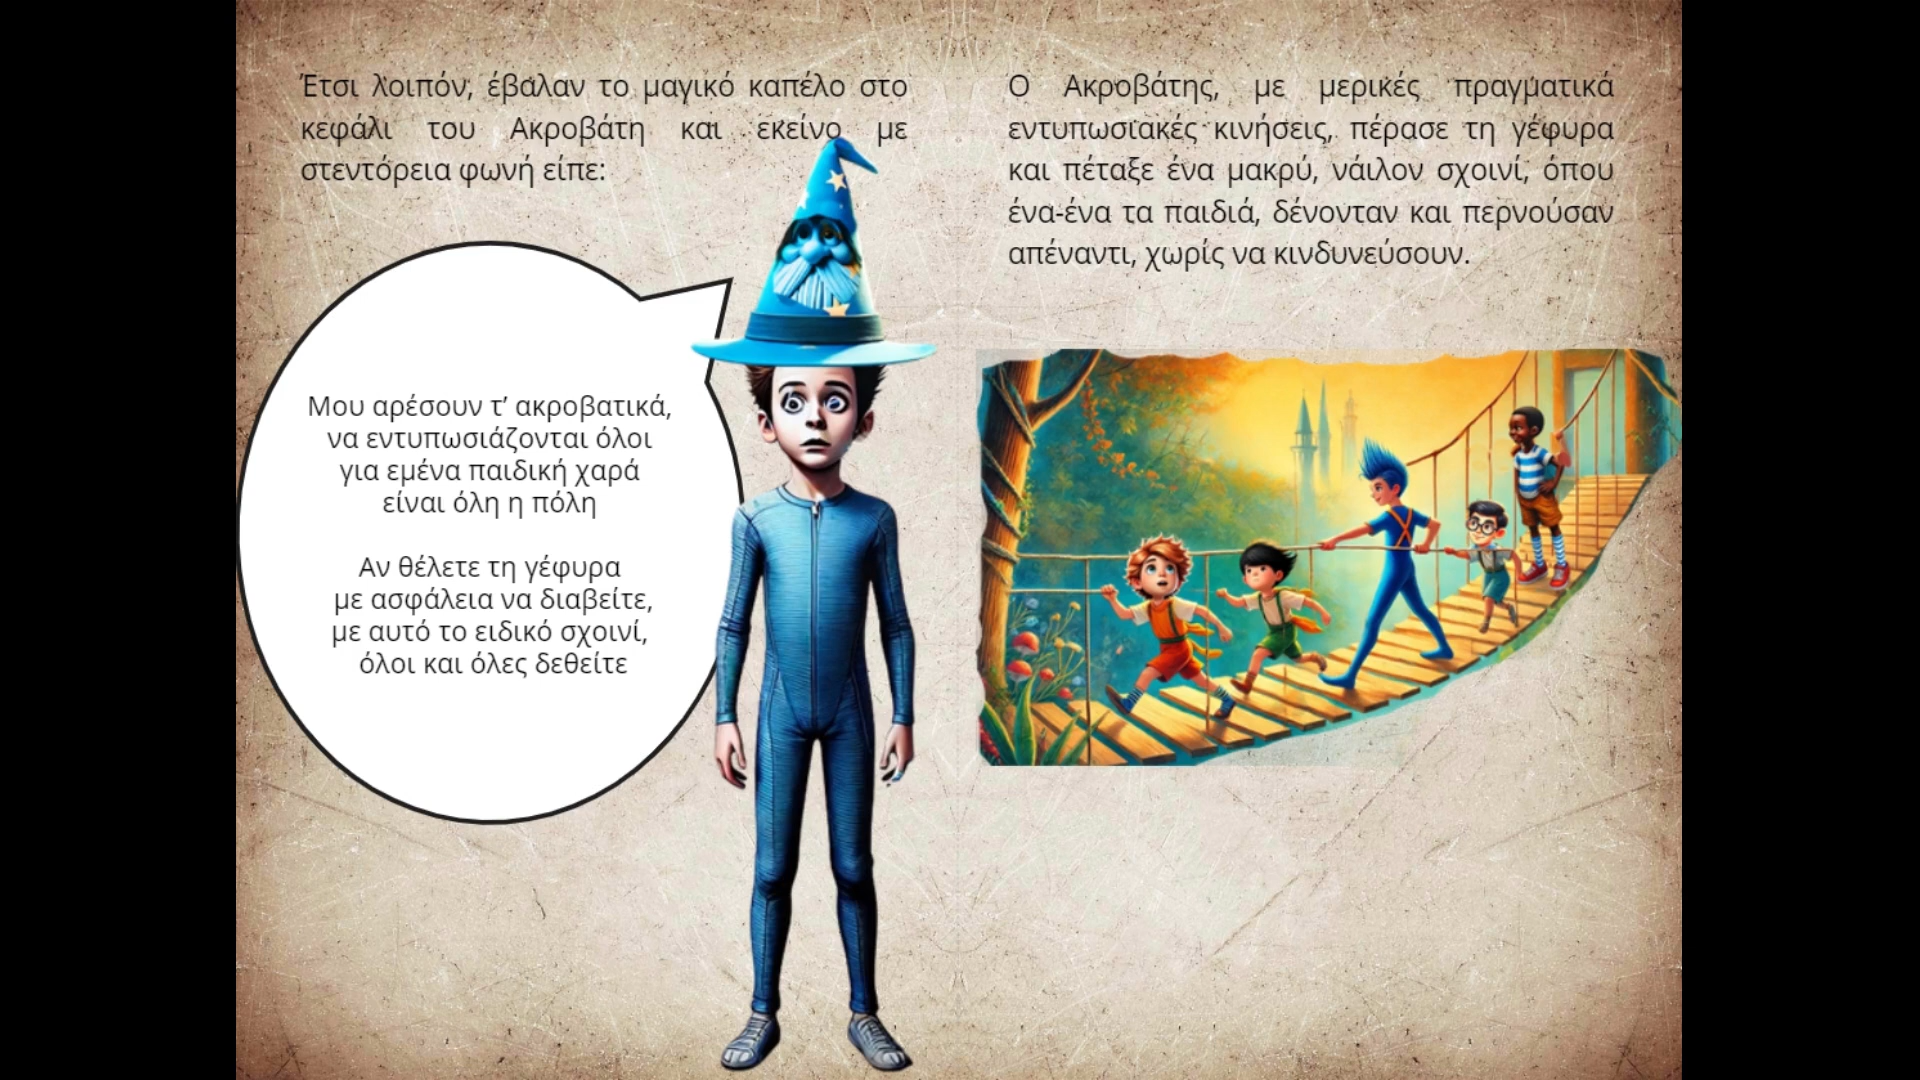 Έτσι λοιπόν, έβαλαν το μαγικό καπέλο στο
κεφάλι του Ακροβάτη και εκείνο με
στεντόρεια φωνή είπε:
Μου αρέσουν τ’ ακροβατικά,
να εντυπωσιάζονται όλοι
για εμένα παιδική χαρά
είναι όλη η πόλη
Αν θέλετε τη γέφυρα
με ασφάλεια να διαβείτε,
με αυτό το ειδικό σχοινί,
όλοι και όλες δεθείτε
Ο Ακροβάτης, με μερικές πραγματικά
εντυπωσιακές κινήσεις, πέρασε τη γέφυρα
και πέταξε ένα μακρύ, νάιλον σχοινί, όπου
ένα-ένα τα παιδιά, δένονταν και περνούσαν
απέναντι, χωρίς να κινδυνεύσουν.